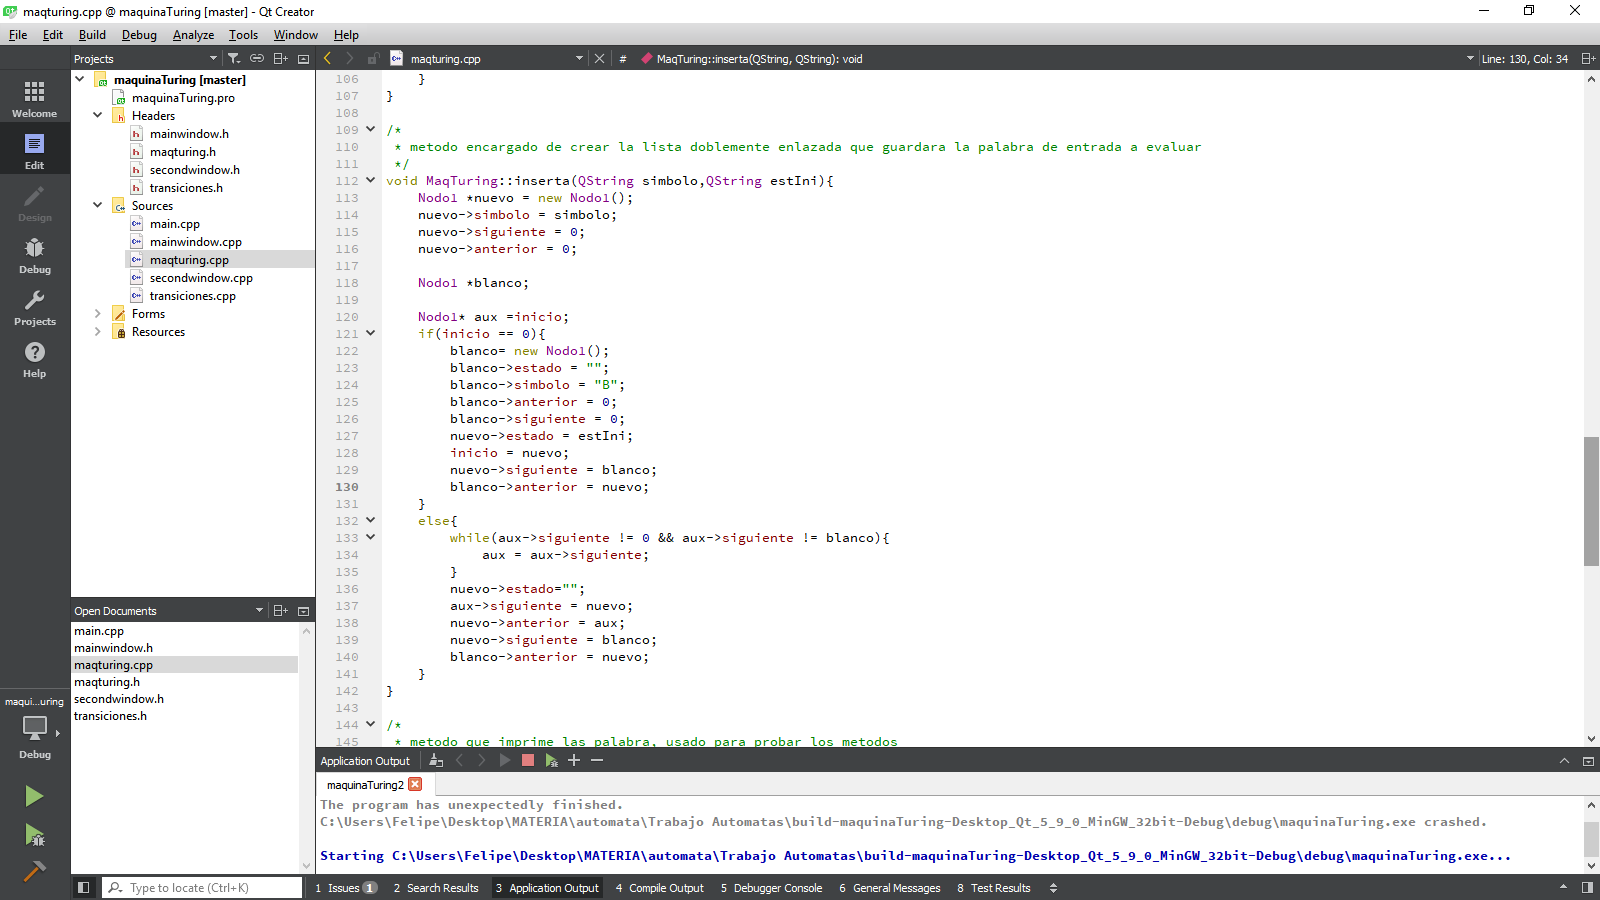 maqturing.cpp @ maquinaTuring [master] - Qt Creator
File Edit Build Debug Analyze Tools Window Help
Projects
maqturing.cpp
# MaqTuring::inserta(QString, QString): void
Line: 130, Col: 34
Welcome
Edit
Design
Debug
Projects
Help
maquinaTuring [master]
maquinaTuring.pro
Headers
mainwindow.h
maqturing.h
secondwindow.h
transiciones.h
Sources
main.cpp
mainwindow.cpp
maqturing.cpp
secondwindow.cpp
transiciones.cpp
Forms
Resources
Open Documents
main.cpp
mainwindow.h
maqturing.cpp
maqturing.h
secondwindow.h
transiciones.h
maqui...uring
Debug
106 }
107 }
108
109 /*
110 * metodo encargado de crear la lista doblemente enlazada que guardara la palabra de entrada a evaluar
111 */
112 void MaqTuring::inserta(QString simbolo,QString estIni){
113 Nodo1 *nuevo = new Nodo1();
114 nuevo->simbolo = simbolo;
115 nuevo->siguiente = 0;
116 nuevo->anterior = 0;
117
118 Nodo1 *blanco;
119
120 Nodo1* aux =inicio;
121 if(inicio == 0){
122 blanco= new Nodo1();
123 blanco->estado = "";
124 blanco->simbolo = "B";
125 blanco->anterior = 0;
126 blanco->siguiente = 0;
127 nuevo->estado = estIni;
128 inicio = nuevo;
129 nuevo->siguiente = blanco;
130 blanco->anterior = nuevo;
131 }
132 else{
133 while(aux->siguiente != 0 && aux->siguiente != blanco){
134 aux = aux->siguiente;
135 }
136 nuevo->estado="";
137 aux->siguiente = nuevo;
138 nuevo->anterior = aux;
139 nuevo->siguiente = blanco;
140 blanco->anterior = nuevo;
141 }
142 }
143
144 /*
145 * metodo que imprime las palabra, usado para probar los metodos
Application Output
maquinaTuring2
The program has unexpectedly finished.
C:\Users\Felipe\Desktop\MATERIA\automata\Trabajo Automatas\build-maquinaTuring-Desktop_Qt_5_9_0_MinGW_32bit-Debug\debug\maquinaTuring.exe crashed.
Starting C:\Users\Felipe\Desktop\MATERIA\automata\Trabajo Automatas\build-maquinaTuring-Desktop_Qt_5_9_0_MinGW_32bit-Debug\debug\maquinaTuring.exe...
Type to locate (Ctrl+K)
1 Issues 1 2 Search Results 3 Application Output 4 Compile Output 5 Debugger Console 6 General Messages 8 Test Results